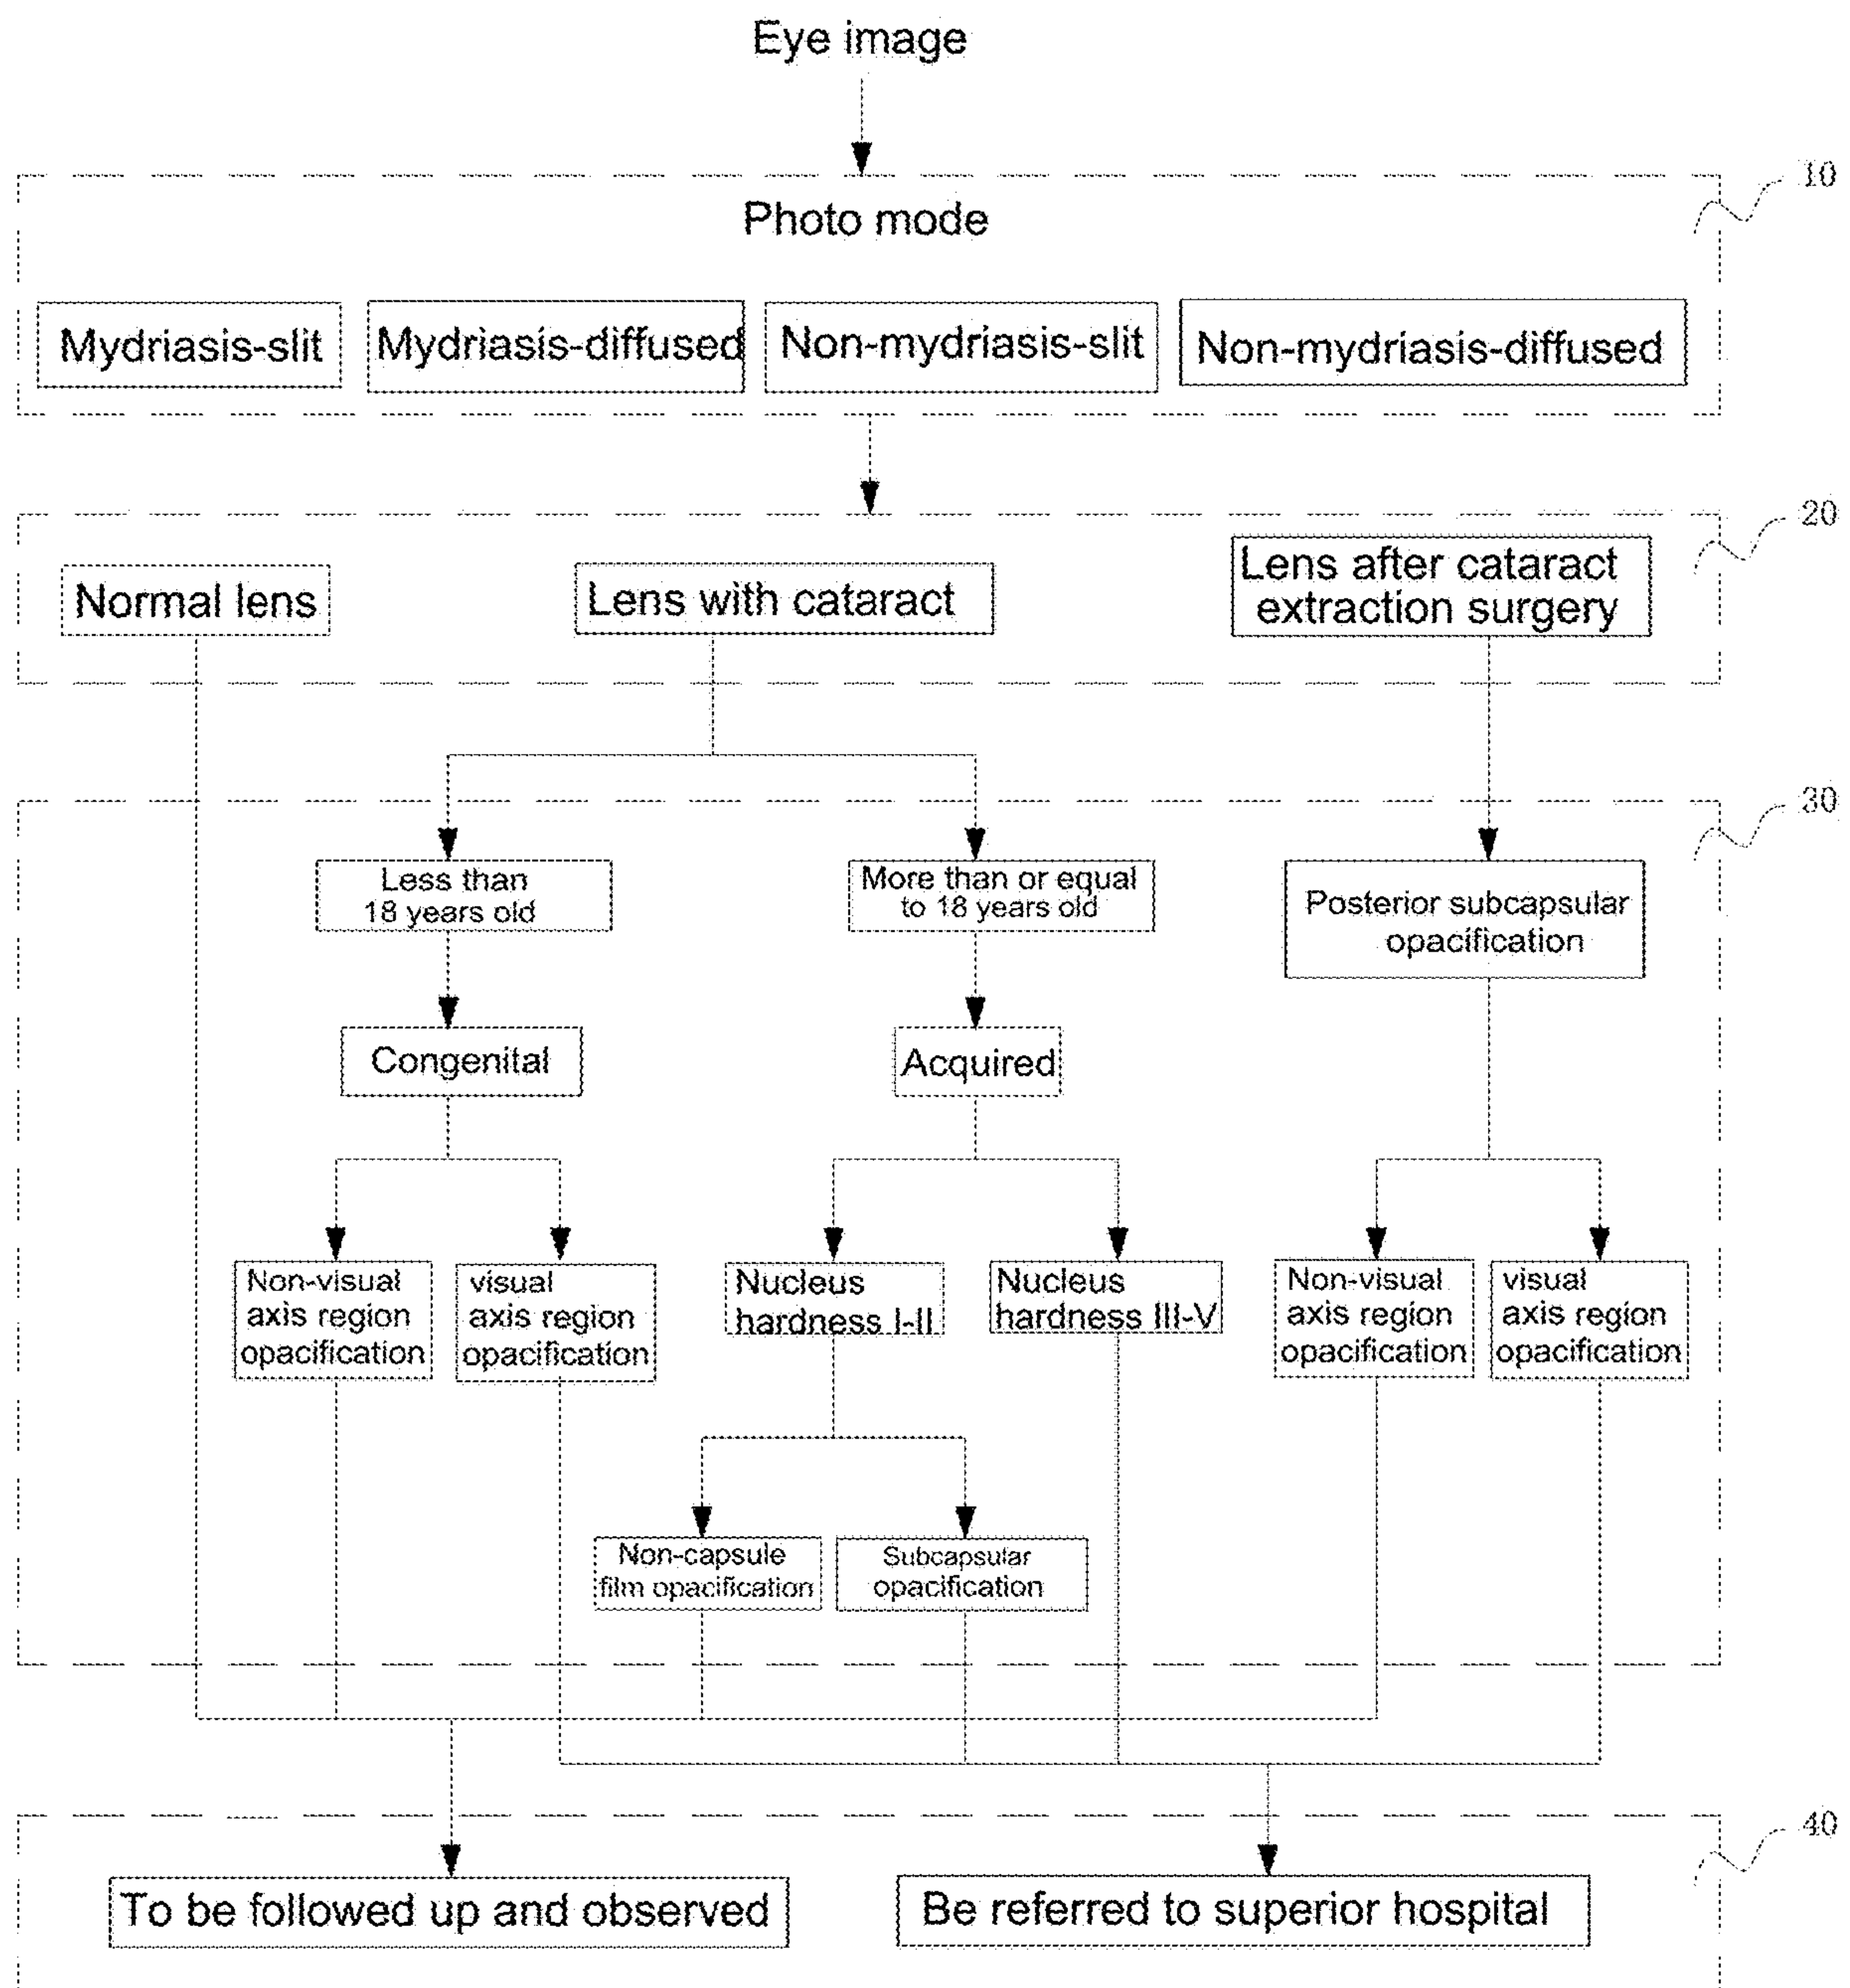 Eye image
10
Photo mode
Mydriasis-slit
Mydriasis-diffused
Non-mydriasis-slit
Non-mydriasis-diffused
20
Normal lens
Lens with cataract
Lens after cataract
extraction surgery
30
Less than
18 years old
More than or equal
to 18 years old
Posterior subcapsular
opacification
Congenital
Acquired
Non-visual
axis region
opacification
visual
axis region
opacification
Nucleus
hardness I-II
Nucleus
hardness III-V
Non-visual
axis region
opacification
visual
axis region
opacification
Non-capsule
film opacification
Subcapsular
opacification
40
To be followed up and observed
Be referred to superior hospital